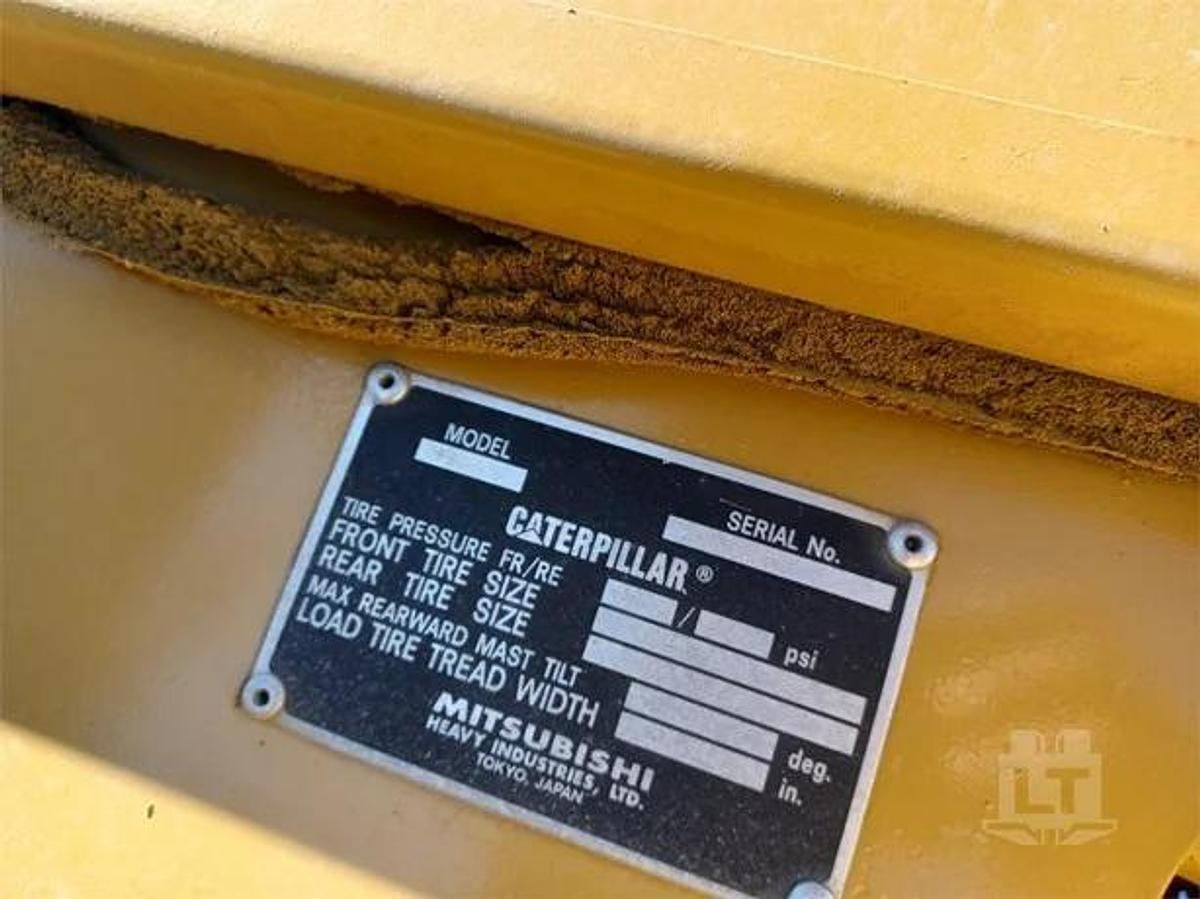 MODEL
SERIAL No.
CATERPILLAR®
TIRE PRESSURE FR/RE / psi
FRONT TIRE SIZE
REAR TIRE SIZE
MAX REARWARD MAST TILT deg.
LOAD TIRE TREAD WIDTH in.
MITSUBISHI
HEAVY INDUSTRIES, LTD.
TOKYO, JAPAN
LT